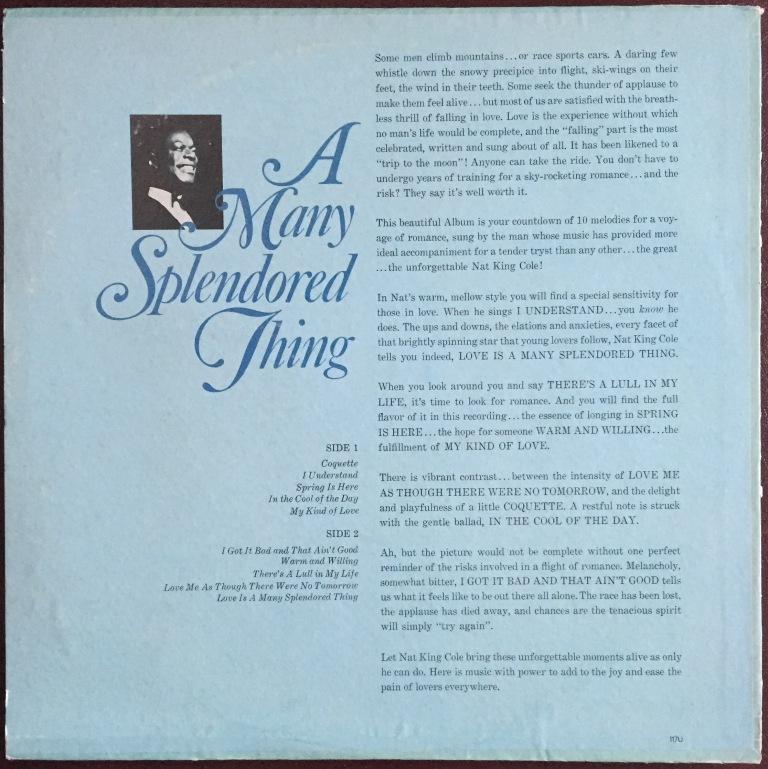 A
Many
Splendored
Thing
SIDE 1
Coquette
I Understand
Spring Is Here
In the Cool of the Day
My Kind of Love
SIDE 2
I Got It Bad and That Ain't Good
Warm and Willing
There's A Lull in My Life
Love Me As Though There Were No Tomorrow
Love Is A Many Splendored Thing
Some men climb mountains...or race sports cars. A daring few
whistle down the snowy precipice into flight, ski-wings on their
feet, the wind in their teeth. Some seek the thunder of applause to
make them feel alive...but most of us are satisfied with the breath-
less thrill of falling in love. Love is the experience without which
no man's life would be complete, and the "falling" part is the most
celebrated, written and sung about of all. It has been likened to a
"trip to the moon"! Anyone can take the ride. You don't have to
undergo years of training for a sky-rocketing romance...and the
risk? They say it's well worth it.
This beautiful Album is your countdown of 10 melodies for a voy-
age of romance, sung by the man whose music has provided more
ideal accompaniment for a tender tryst than any other...the great
...the unforgettable Nat King Cole!
In Nat's warm, mellow style you will find a special sensitivity for
those in love. When he sings I UNDERSTAND...you know he
does. The ups and downs, the elations and anxieties, every facet of
that brightly spinning star that young lovers follow, Nat King Cole
tells you indeed, LOVE IS A MANY SPLENDORED THING.
When you look around you and say THERE'S A LULL IN MY
LIFE, it's time to look for romance. And you will find the full
flavor of it in this recording...the essence of longing in SPRING
IS HERE...the hope for someone WARM AND WILLING...the
fulfillment of MY KIND OF LOVE.
There is vibrant contrast...between the intensity of LOVE ME
AS THOUGH THERE WERE NO TOMORROW, and the delight
and playfulness of a little COQUETTE. A restful note is struck
with the gentle ballad, IN THE COOL OF THE DAY.
Ah, but the picture would not be complete without one perfect
reminder of the risks involved in a flight of romance. Melancholy,
somewhat bitter, I GOT IT BAD AND THAT AIN'T GOOD tells
us what it feels like to be out there all alone. The race has been lost,
the applause has died away, and chances are the tenacious spirit
will simply "try again".
Let Nat King Cole bring these unforgettable moments alive as only
he can do. Here is music with power to add to the joy and ease the
pain of lovers everywhere.